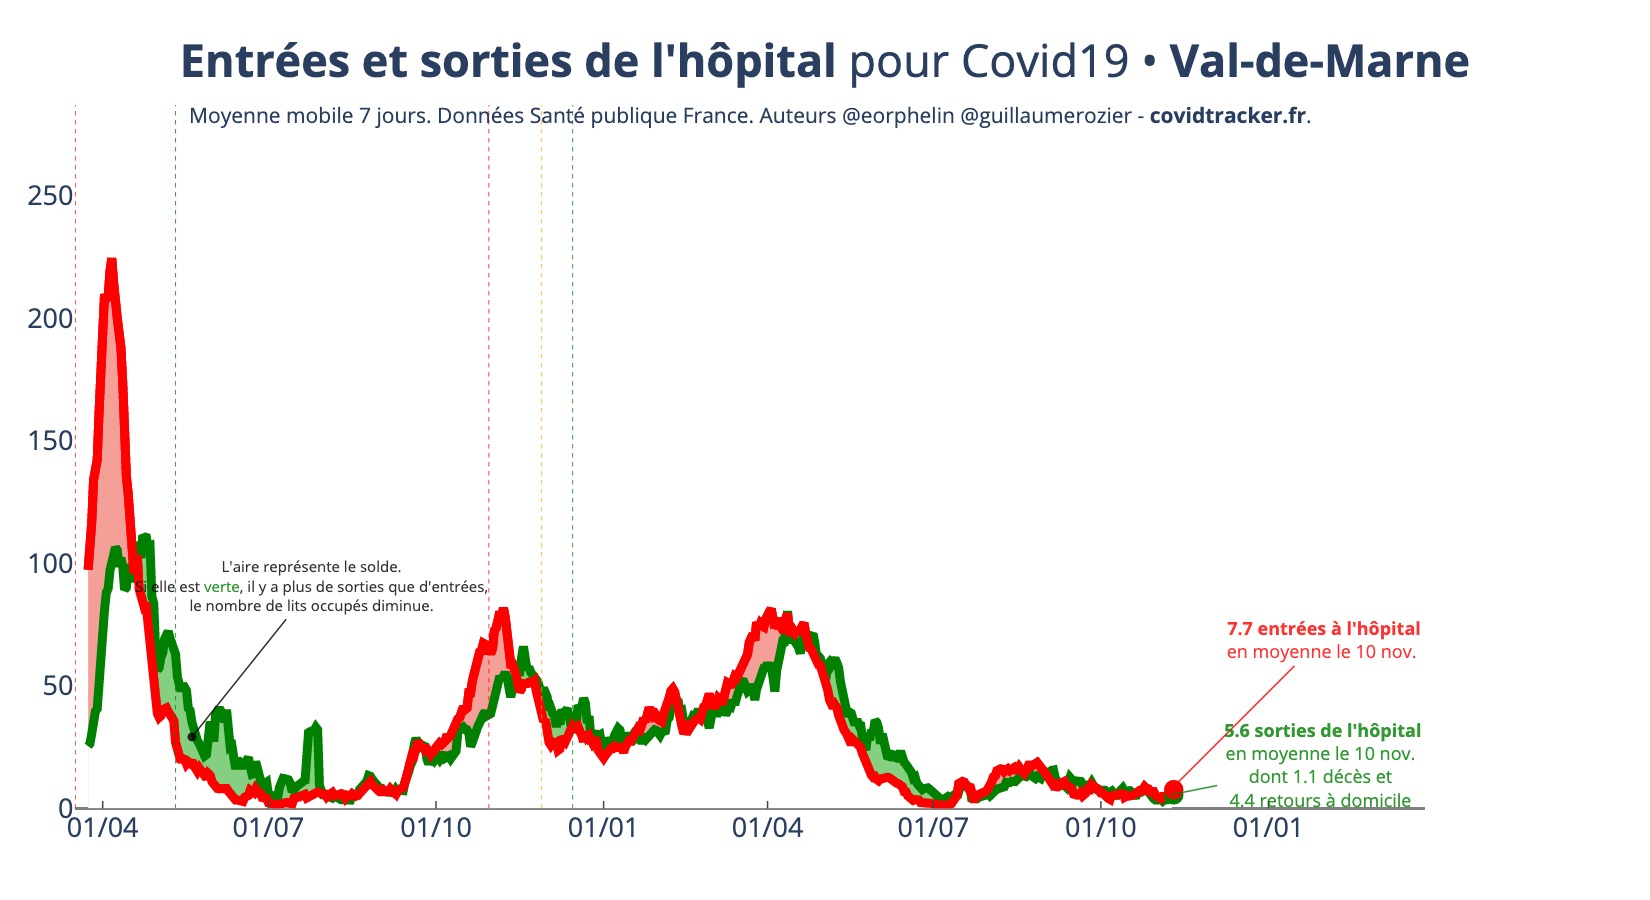 Entrées et sorties de l'hôpital pour Covid19 • Val-de-Marne
Moyenne mobile 7 jours. Données Santé publique France. Auteurs @eorphelin @guillaumerozier - covidtracker.fr.
250
200
150
100
50
0
L'aire représente le solde.
Si elle est verte, il y a plus de sorties que d'entrées,
le nombre de lits occupés diminue.
7.7 entrées à l'hôpital
en moyenne le 10 nov.
5.6 sorties de l'hôpital
en moyenne le 10 nov.
dont 1.1 décès et
4.4 retours à domicile
01/04 01/07 01/10 01/01 01/04 01/07 01/10 01/01